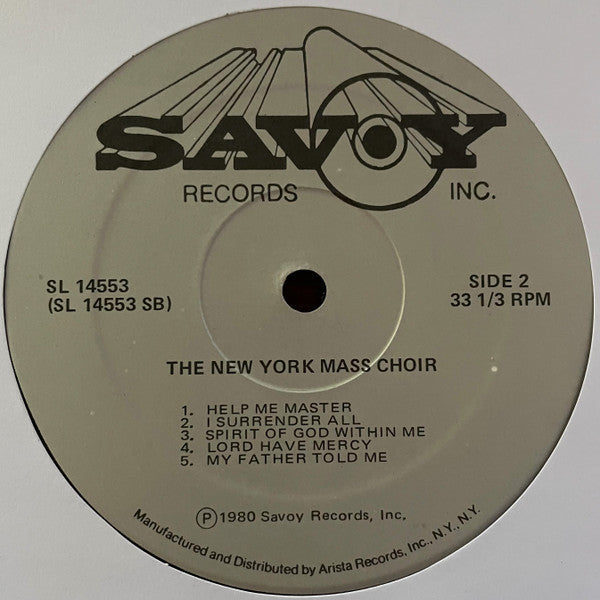 SAVOY
RECORDS INC.
SL 14553
(SL 14553 SB)
SIDE 2
33 1/3 RPM
THE NEW YORK MASS CHOIR
1. HELP ME MASTER
2. I SURRENDER ALL
3. SPIRIT OF GOD WITHIN ME
4. LORD HAVE MERCY
5. MY FATHER TOLD ME
Ⓟ1980 Savoy Records, Inc.
Manufactured and Distributed by Arista Records, Inc., N.Y., N.Y.